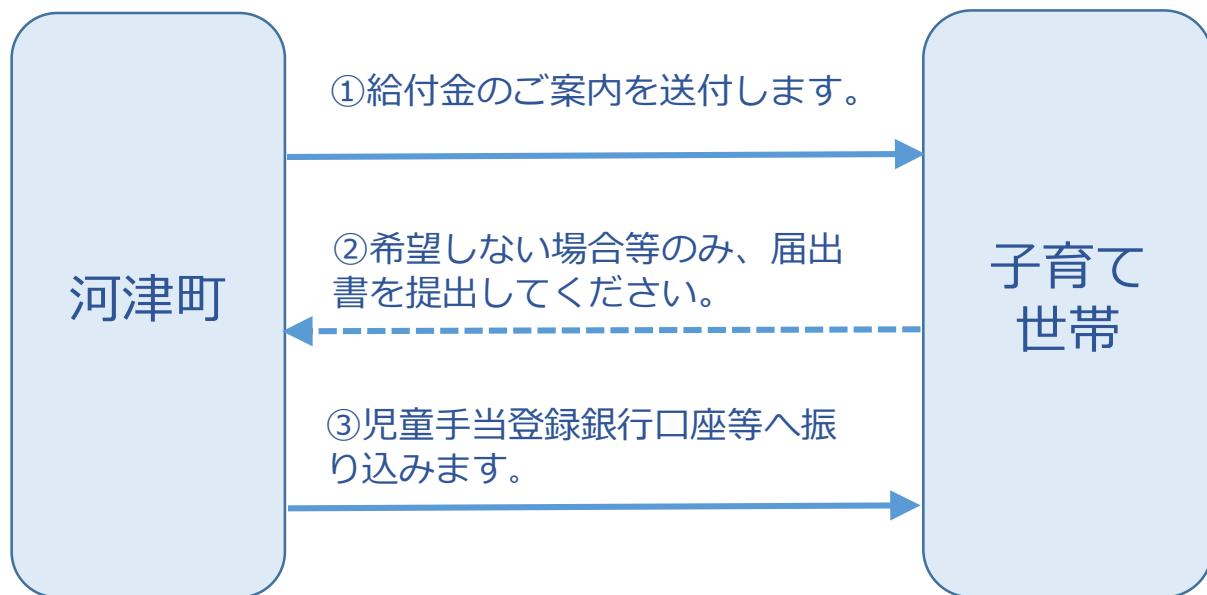 ①給付金のご案内を送付します。
②希望しない場合等のみ、届出
書を提出してください。
河津町
子育て
世帯
③児童手当登録銀行口座等へ振
り込みます。